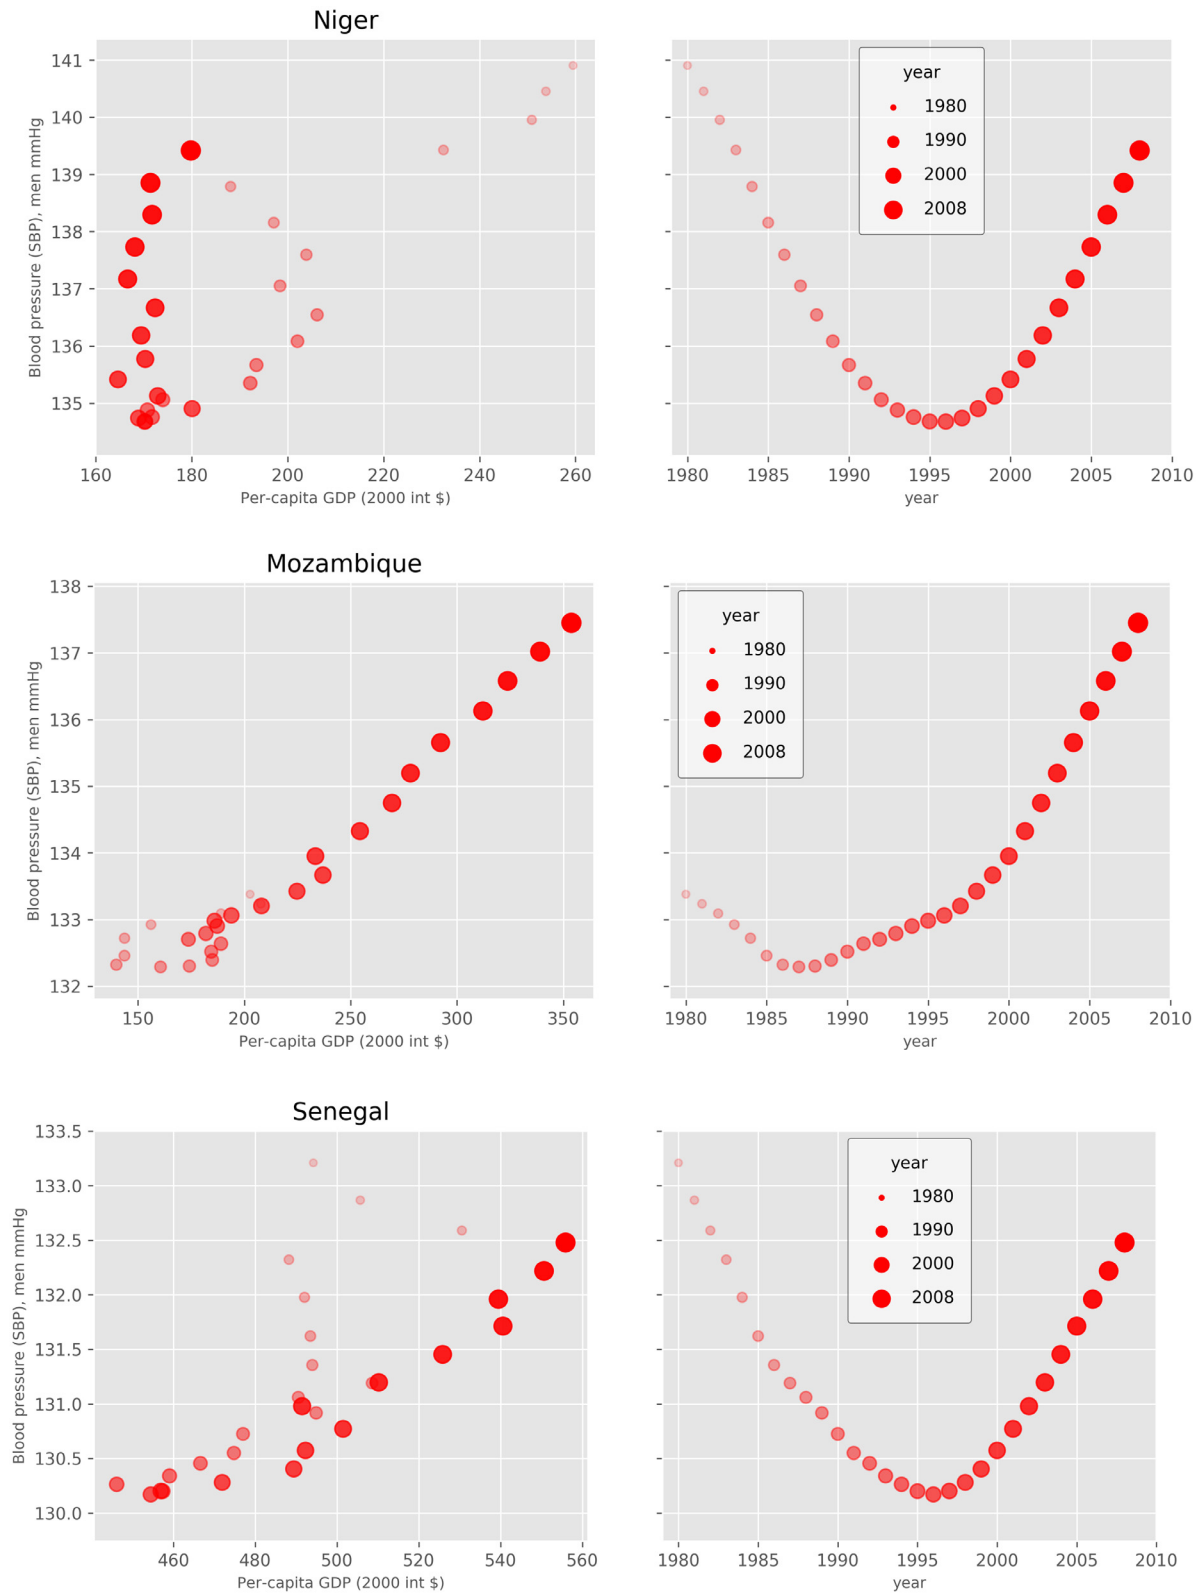 Niger
Blood pressure (SBP), men mmHg
141
140
139
138
137
136
135
160 180 200 220 240 260
Per-capita GDP (2000 int $)
year
1980
1990
2000
2008
1980 1985 1990 1995 2000 2005 2010
year
Mozambique
Blood pressure (SBP), men mmHg
138
137
136
135
134
133
132
150 200 250 300 350
Per-capita GDP (2000 int $)
year
1980
1990
2000
2008
1980 1985 1990 1995 2000 2005 2010
year
Senegal
Blood pressure (SBP), men mmHg
133.5
133.0
132.5
132.0
131.5
131.0
130.5
130.0
460 480 500 520 540 560
Per-capita GDP (2000 int $)
year
1980
1990
2000
2008
1980 1985 1990 1995 2000 2005 2010
year